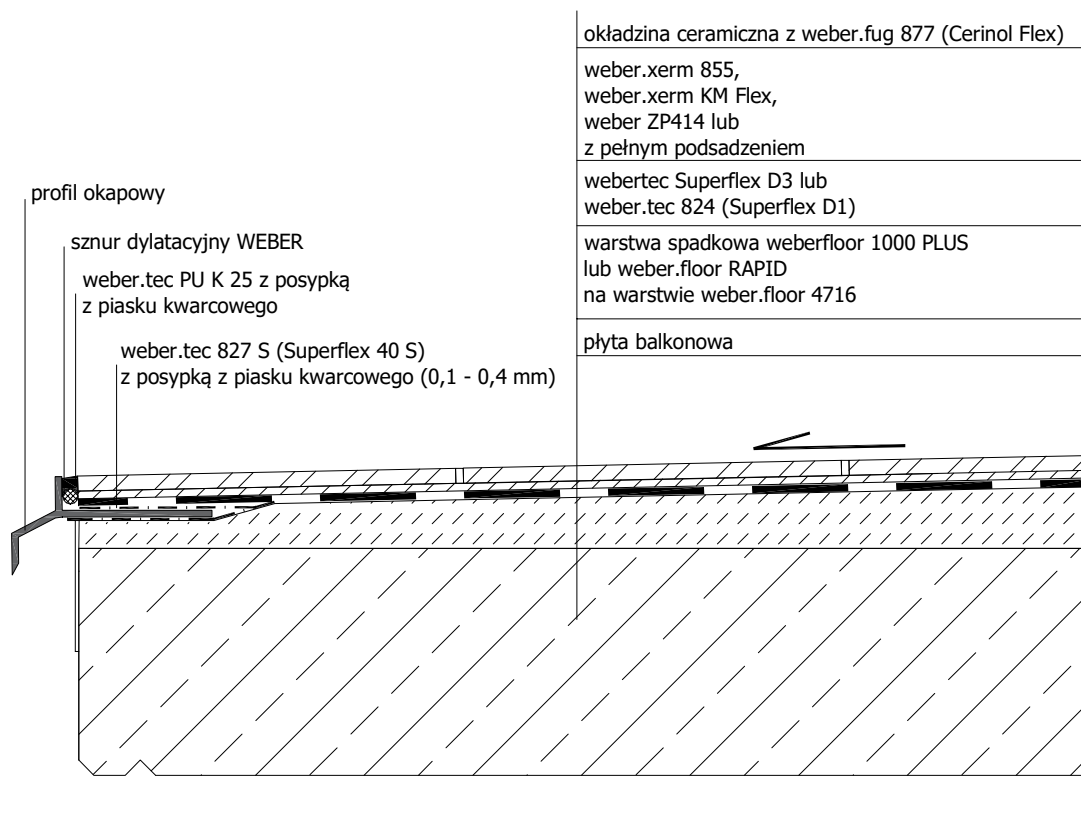 okładzina ceramiczna z weber.fug 877 (Cerinol Flex)
weber.xerm 855,
weber.xerm KM Flex,
weber ZP414 lub
z pełnym podsadzeniem
webertec Superflex D3 lub
weber.tec 824 (Superflex D1)
warstwa spadkowa weberfloor 1000 PLUS
lub weber.floor RAPID
na warstwie weber.floor 4716
płyta balkonowa
profil okapowy
sznur dylatacyjny WEBER
weber.tec PU K 25 z posypką
z piasku kwarcowego
weber.tec 827 S (Superflex 40 S)
z posypką z piasku kwarcowego (0,1 - 0,4 mm)